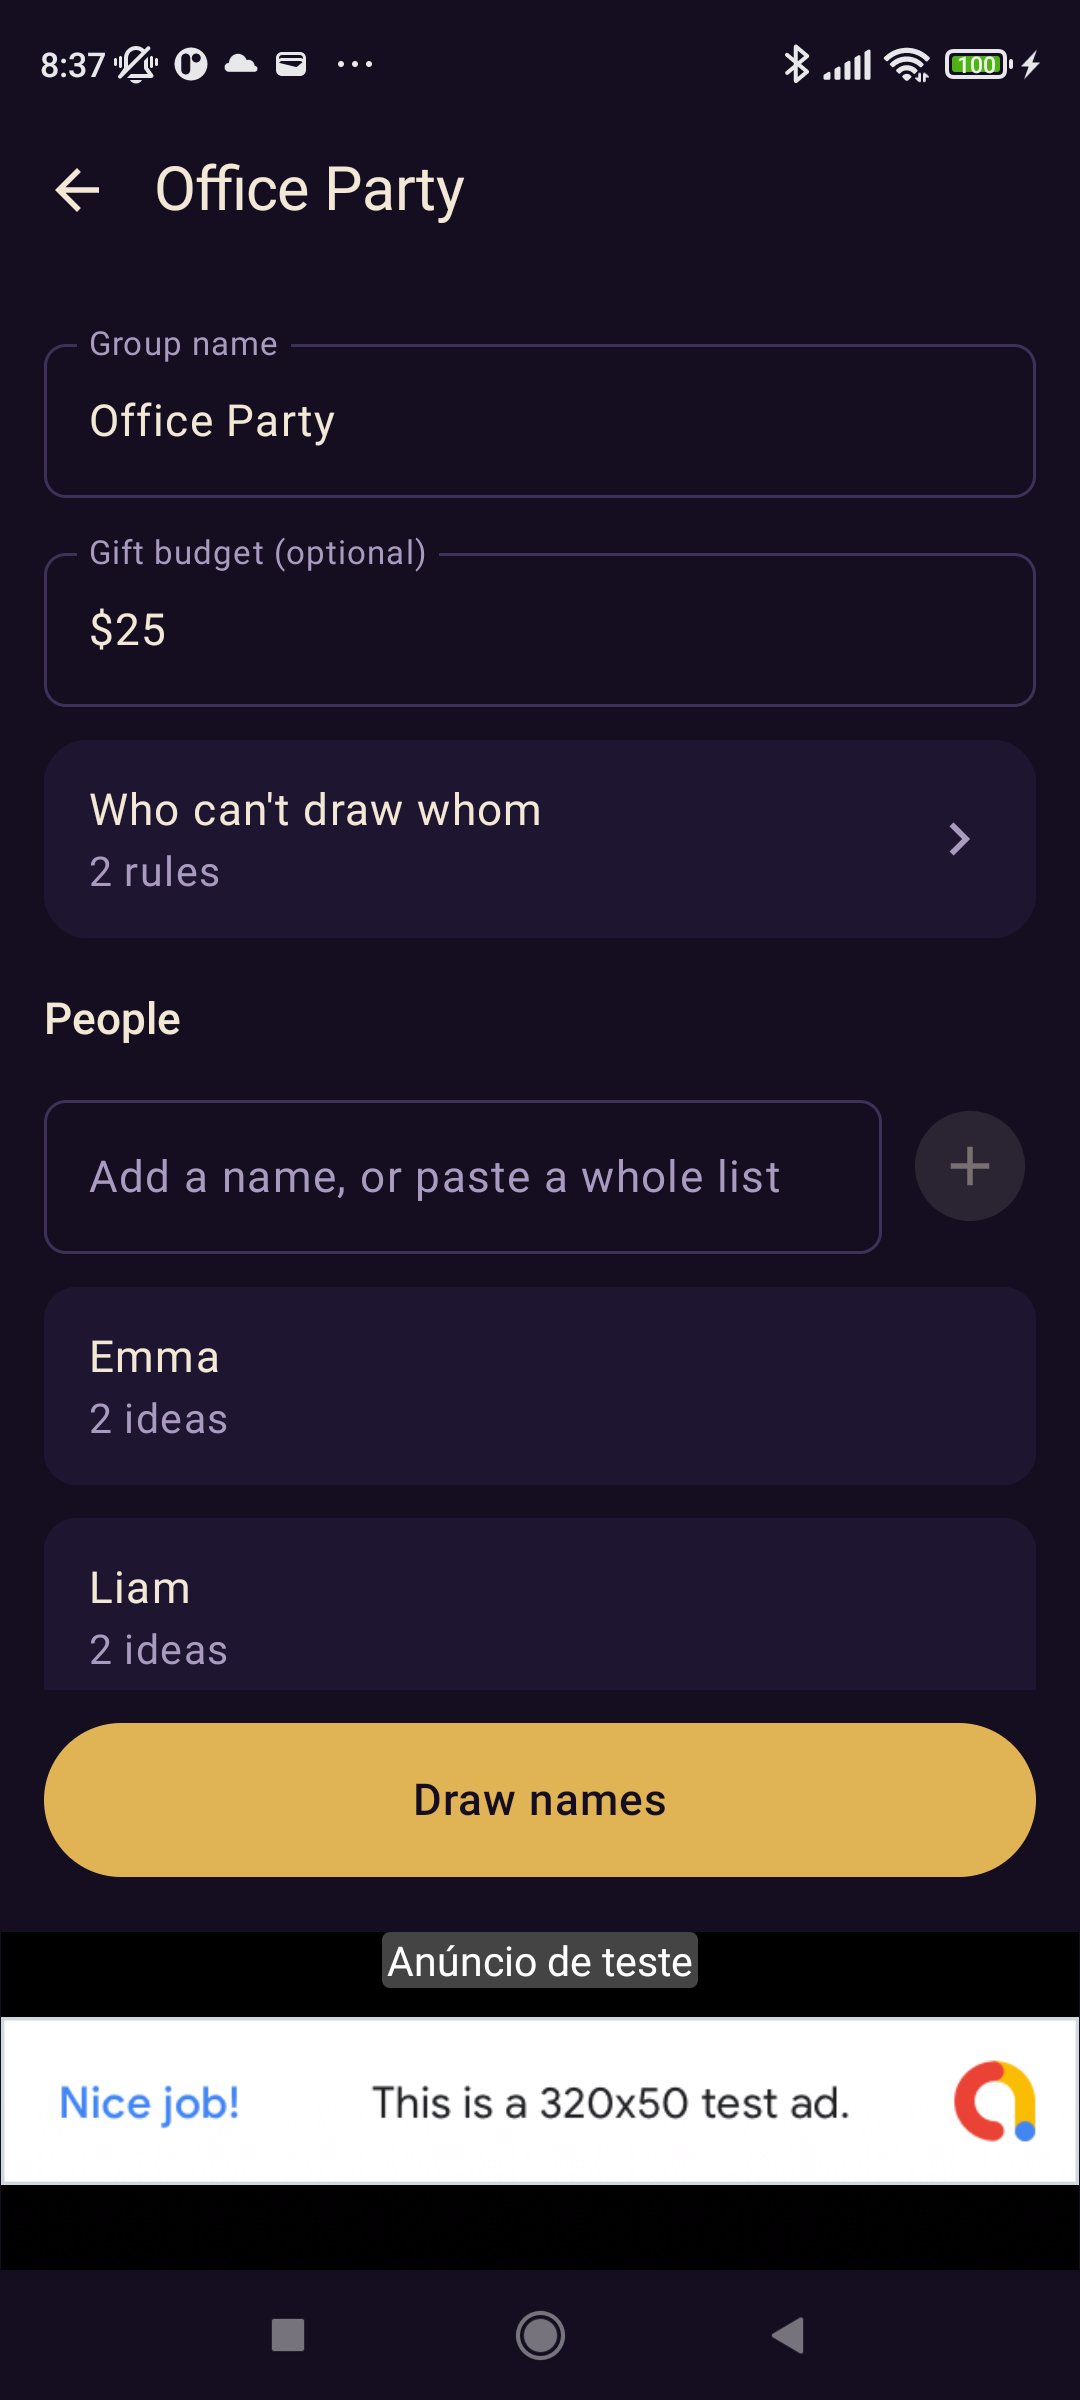 8:37
100
Office Party
Group name
Office Party
Gift budget (optional)
$25
Who can't draw whom
2 rules
People
Add a name, or paste a whole list
Emma
2 ideas
Liam
2 ideas
Draw names
Anúncio de teste
Nice job!
This is a 320x50 test ad.